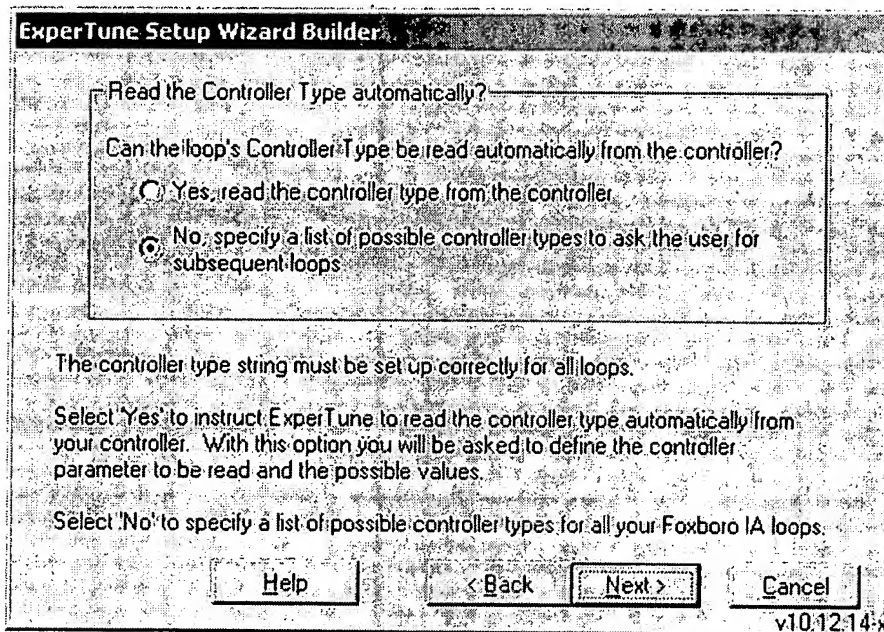 ExperTune Setup Wizard Builder
Read the Controller Type automatically?
Can the loop's Controller Type be read automatically from the controller?
Yes, read the controller type from the controller
No, specify a list of possible controller types to ask the user for
subsequent loops
The controller type string must be set up correctly for all loops.
Select 'Yes' to instruct ExperTune to read the controller type automatically from
your controller. With this option you will be asked to define the controller
parameter to be read and the possible values.
Select 'No' to specify a list of possible controller types for all your Foxboro IA loops.
Help
< Back
Next >
Cancel
v10.12.14-x